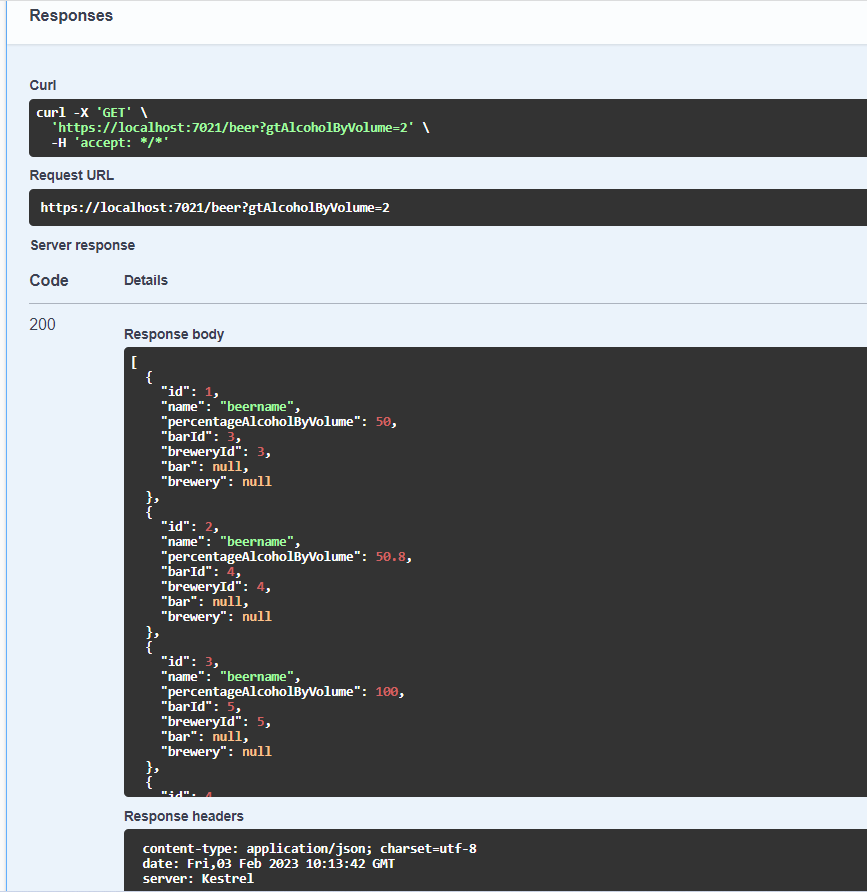 Responses
Curl
curl -X 'GET' \
'https://localhost:7021/beer?gtAlcoholByVolume=2' \
-H 'accept: */*'
Request URL
https://localhost:7021/beer?gtAlcoholByVolume=2
Server response
Code Details
200
Response body
[
{
"id": 1,
"name": "beername",
"percentageAlcoholByVolume": 50,
"barId": 3,
"breweryId": 3,
"bar": null,
"brewery": null
},
{
"id": 2,
"name": "beername",
"percentageAlcoholByVolume": 50.8,
"barId": 4,
"breweryId": 4,
"bar": null,
"brewery": null
},
{
"id": 3,
"name": "beername",
"percentageAlcoholByVolume": 100,
"barId": 5,
"breweryId": 5,
"bar": null,
"brewery": null
},
{
"id": 4
Response headers
content-type: application/json; charset=utf-8
date: Fri,03 Feb 2023 10:13:42 GMT
server: Kestrel